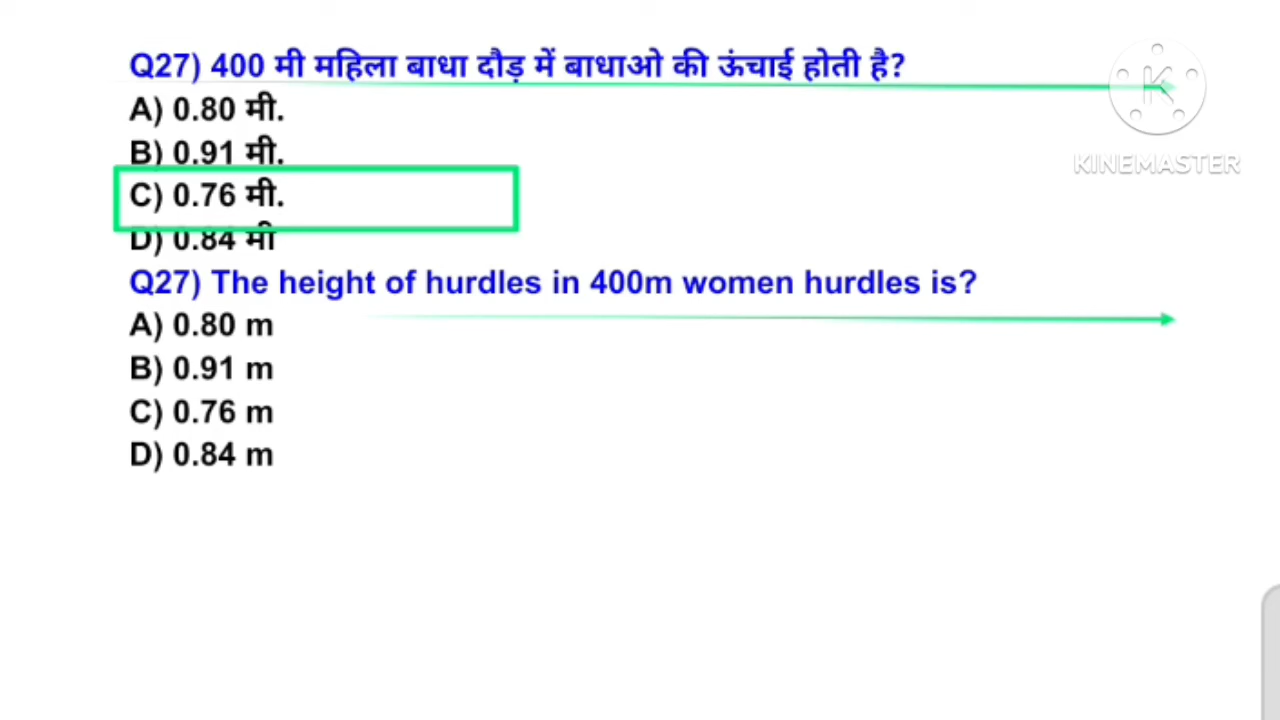 Q27) 400 मी महिला बाधा दौड़ में बाधाओ की ऊंचाई होती है?
A) 0.80 मी.
B) 0.91 मी.
C) 0.76 मी.
D) 0.84 मी
Q27) The height of hurdles in 400m women hurdles is?
A) 0.80 m
B) 0.91 m
C) 0.76 m
D) 0.84 m
K
KINEMASTER